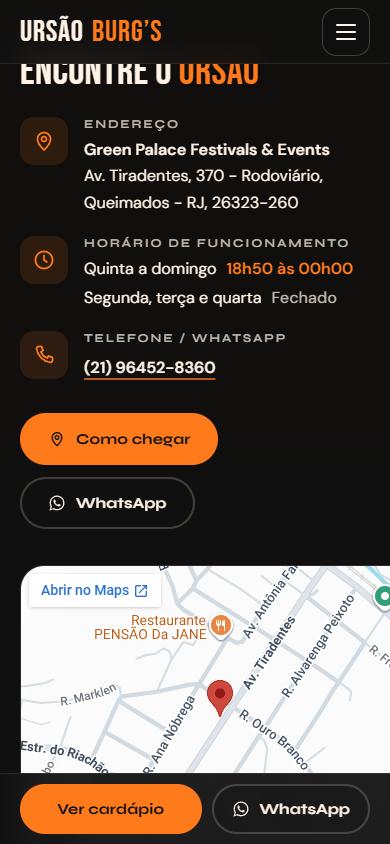 URSÃO BURG'S
ENCONTRE O URSÃO
ENDEREÇO
Green Palace Festivals & Events
Av. Tiradentes, 370 - Rodoviário,
Queimados - RJ, 26323-260
HORÁRIO DE FUNCIONAMENTO
Quinta a domingo 18h50 às 00h00
Segunda, terça e quarta Fechado
TELEFONE / WHATSAPP
(21) 96452-8360
Como chegar
WhatsApp
Abrir no Maps
Restaurante
PENSÃO Da JANE
Av. Antônia
Av. Tiradentes
R. Alvarenga Peixoto
R. Marklen
R. Ana Nóbrega
R. Ouro Branco
Estr. do Riachão
Ver cardápio
WhatsApp